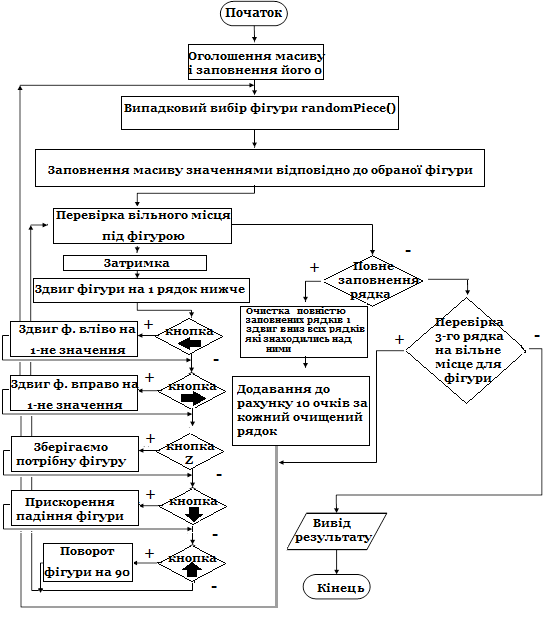 Початок
Оголошення масиву
і заповнення його 0
Випадковий вибір фігури randomPiece()
Заповнення масиву значеннями відповідно до обраної фігури
Перевірка вільного місця
під фігурою
Затримка
Здвиг фігури на 1 рядок нижче
кнопка
+
-
Здвиг ф. вліво на
1-не значення
кнопка
+
-
Здвиг ф. вправо на
1-не значення
кнопка
Z
+
-
Зберігаємо
потрібну фігуру
кнопка
+
-
Прискорення
падіння фігури
кнопка
+
-
Поворот
фігури на 90
Повне
заповнення
рядка
+
-
Очистка повністю
заповнених рядків і
здвиг вниз всіх рядків
які знаходились над
ними
Додавання до
рахунку 10 очків за
кожний очищений
рядок
Перевірка
3-го рядка
на вільне
місце для
фігури
+
-
Вивід
результату
Кінець